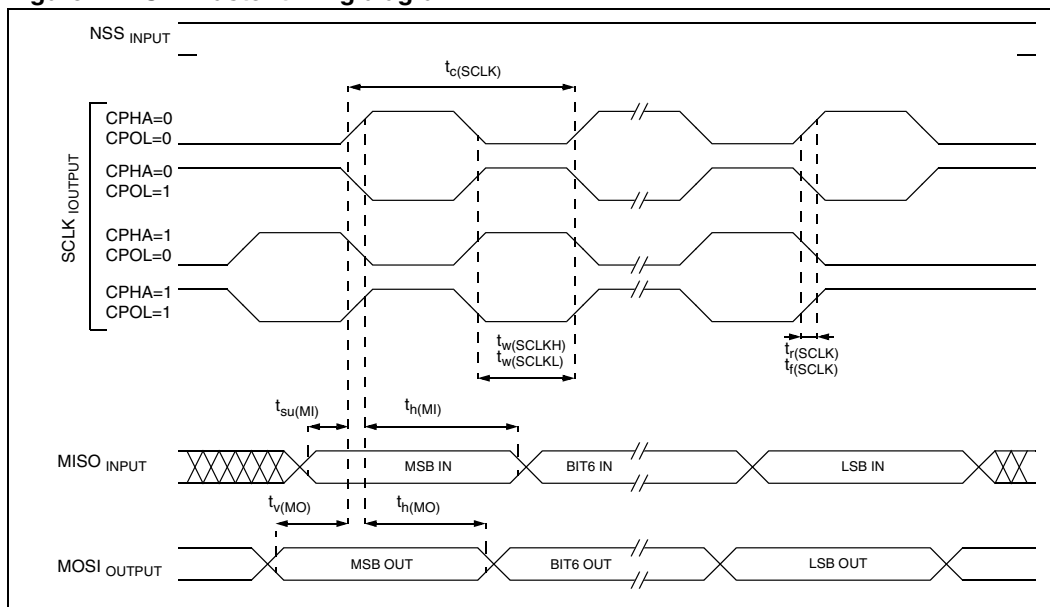 NSS INPUT
tc(SCLK)
SCLK IOUTPUT
CPHA=0
CPOL=0
CPHA=0
CPOL=1
CPHA=1
CPOL=0
CPHA=1
CPOL=1
tw(SCLKH)
tw(SCLKL)
tr(SCLK)
tf(SCLK)
tsu(MI)
th(MI)
MISO INPUT
MSB IN
BIT6 IN
LSB IN
tv(MO)
th(MO)
MOSI OUTPUT
MSB OUT
BIT6 OUT
LSB OUT